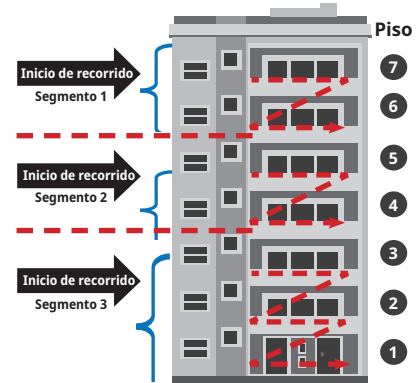 Piso
Inicio de recorrido
Segmento 1
7
6
Inicio de recorrido
Segmento 2
5
4
Inicio de recorrido
Segmento 3
3
2
1